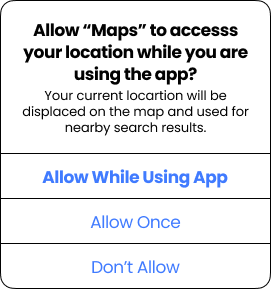 Allow “Maps” to accesss
your location while you are
using the app?
Your current locartion will be
displaced on the map and used for
nearby search results.
Allow While Using App
Allow Once
Don’t Allow